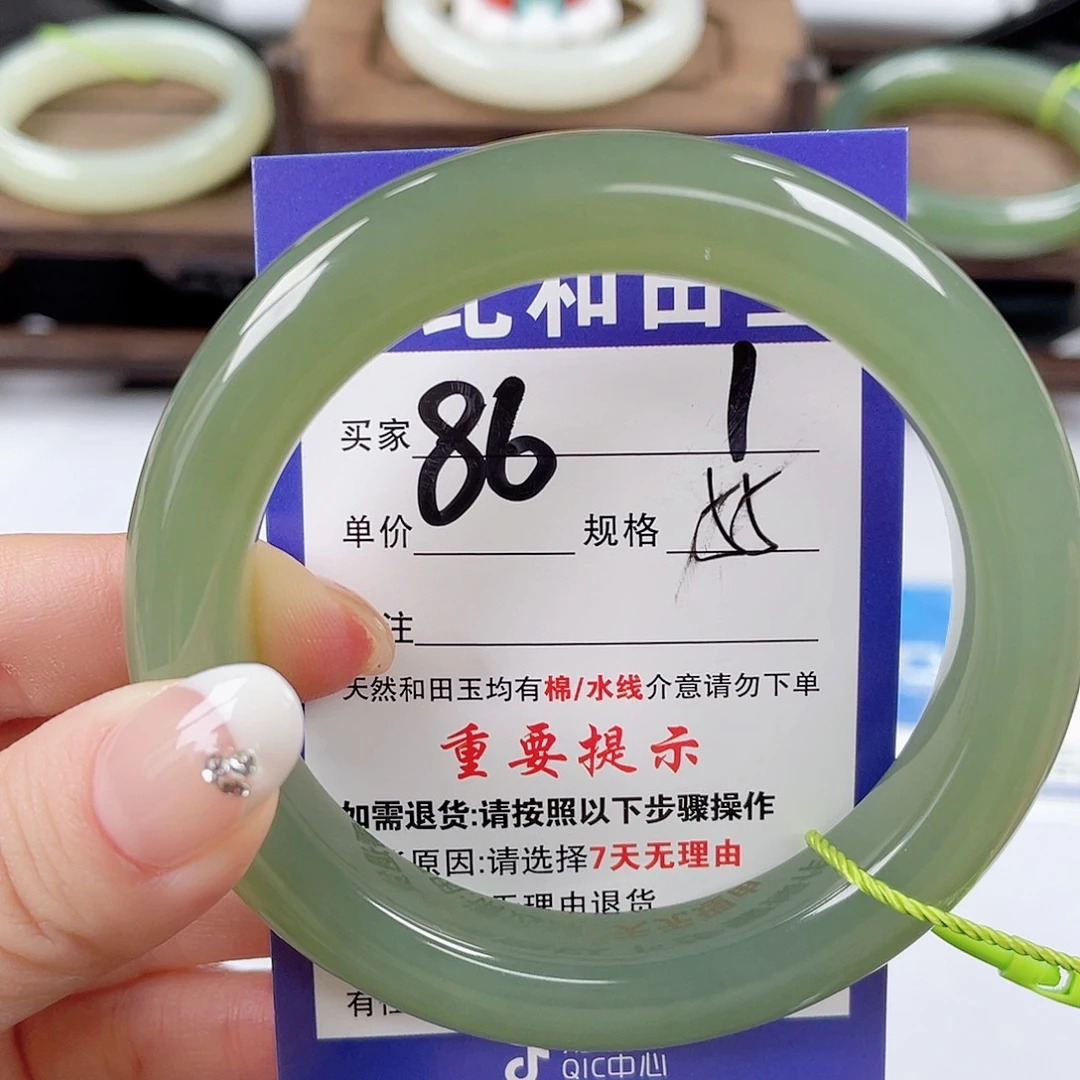 和田
买家 86 1
单价 规格
注
天然和田玉均有棉/水线介意请勿下单
重要提示
如需退货:请按照以下步骤操作
原因:请选择7天无理由
无理由退货
有
QIC中心